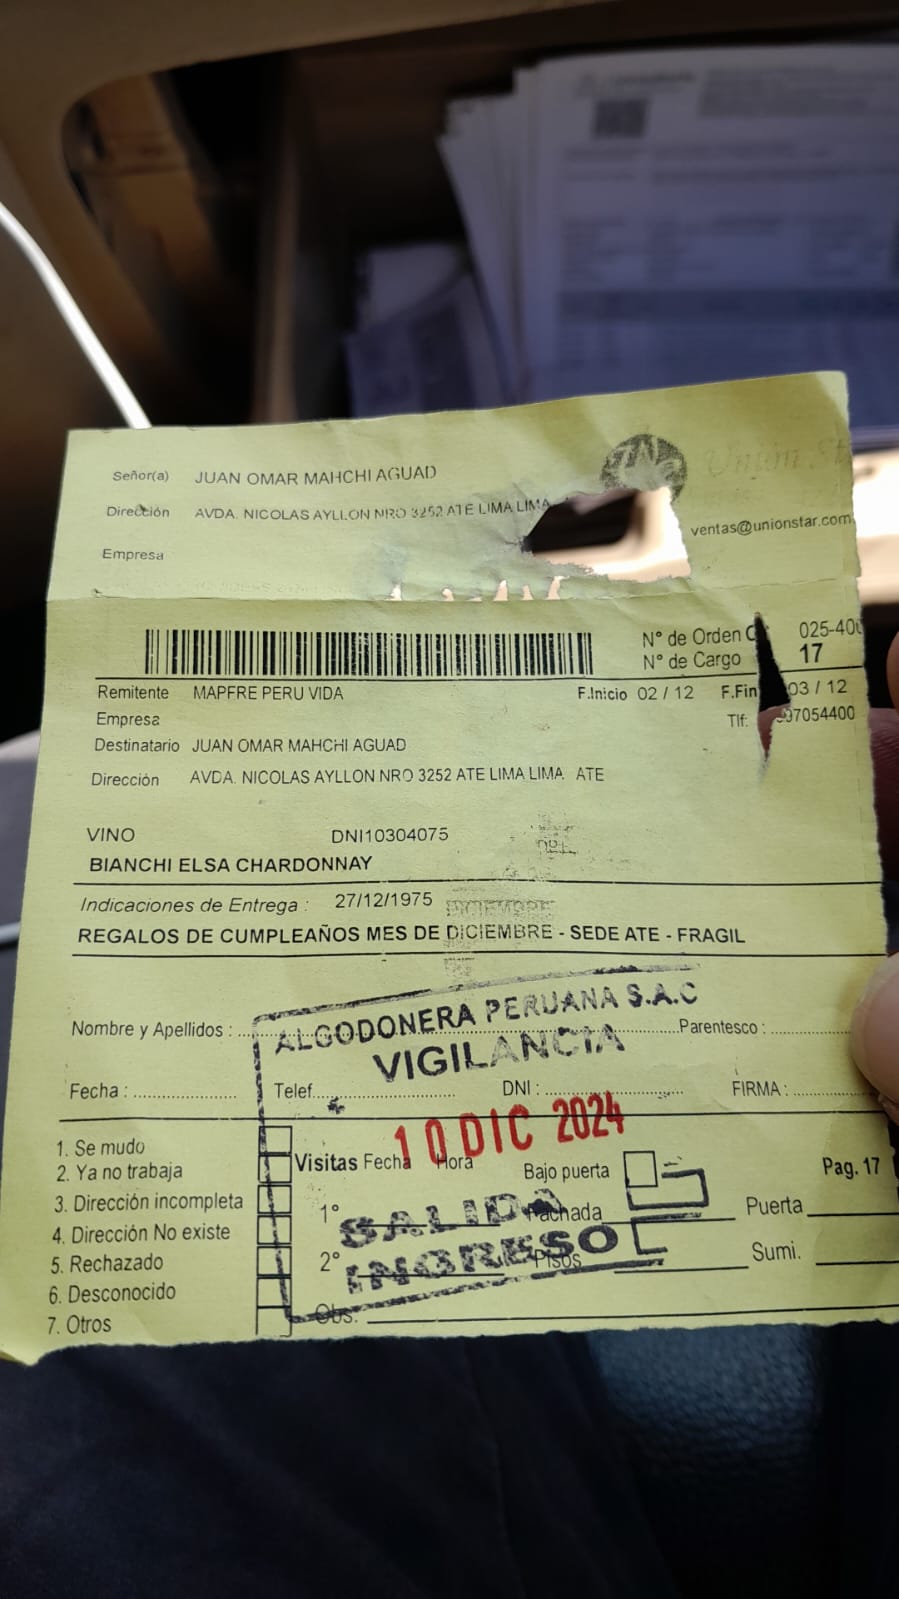 Señor(a) JUAN OMAR MAHCHI AGUAD
Dirección AVDA. NICOLAS AYLLON NRO 3252 ATE LIMA LIMA
Unión St
ventas@unionstar.com
Empresa
N° de Orden 025-40
N° de Cargo 17
Remitente MAPFRE PERU VIDA F.Inicio 02 / 12 F.Fin 03 / 12
Empresa Tlf: 97054400
Destinatario JUAN OMAR MAHCHI AGUAD
Dirección AVDA. NICOLAS AYLLON NRO 3252 ATE LIMA LIMA ATE
VINO DNI10304075
BIANCHI ELSA CHARDONNAY
Indicaciones de Entrega : 27/12/1975
REGALOS DE CUMPLEAÑOS MES DE DICIEMBRE - SEDE ATE - FRAGIL
ALGODONERA PERUANA S.A.C
VIGILANCIA
Nombre y Apellidos : Parentesco :
Fecha : Telef. DNI : FIRMA :
10 DIC 2024
1. Se mudo
2. Ya no trabaja
3. Dirección incompleta
4. Dirección No existe
5. Rechazado
6. Desconocido
7. Otros
Visitas Fecha Hora Bajo puerta Pag. 17
1° Fachada Puerta
SALIDA
2° Pisos Sumi.
INGRESO
Obs: